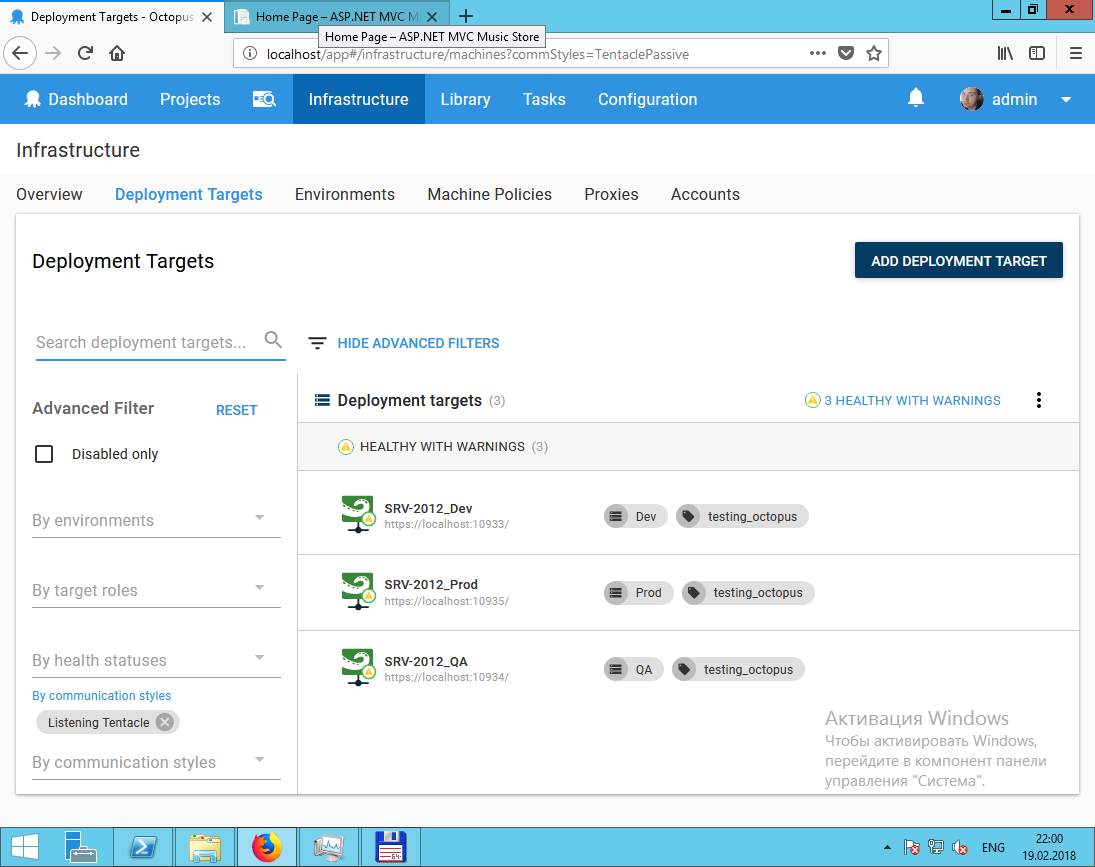 Deployment Targets - Octopus
Home Page – ASP.NET MVC M
Home Page – ASP.NET MVC Music Store
localhost/app#/infrastructure/machines?commStyles=TentaclePassive
Dashboard
Projects
Infrastructure
Library
Tasks
Configuration
admin
Infrastructure
Overview
Deployment Targets
Environments
Machine Policies
Proxies
Accounts
Deployment Targets
ADD DEPLOYMENT TARGET
Search deployment targets...
HIDE ADVANCED FILTERS
Advanced Filter
RESET
Deployment targets (3)
3 HEALTHY WITH WARNINGS
HEALTHY WITH WARNINGS (3)
Disabled only
SRV-2012_Dev
https://localhost:10933/
Dev
testing_octopus
By environments
SRV-2012_Prod
https://localhost:10935/
Prod
testing_octopus
By target roles
SRV-2012_QA
https://localhost:10934/
QA
testing_octopus
By health statuses
By communication styles
Listening Tentacle
By communication styles
Активация Windows
Чтобы активировать Windows,
перейдите в компонент панели
управления "Система".
64
ENG
22:00
19.02.2018